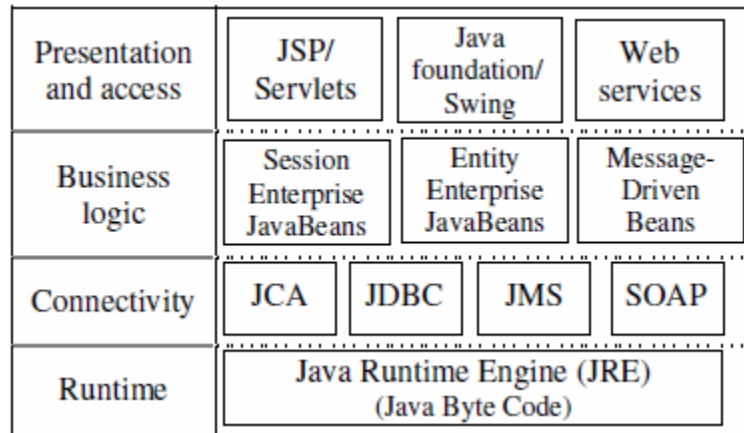 Presentation
and access
JSP/
Servlets
Java
foundation/
Swing
Web
services
Business
logic
Session
Enterprise
JavaBeans
Entity
Enterprise
JavaBeans
Message-
Driven
Beans
Connectivity
JCA
JDBC
JMS
SOAP
Runtime
Java Runtime Engine (JRE)
(Java Byte Code)